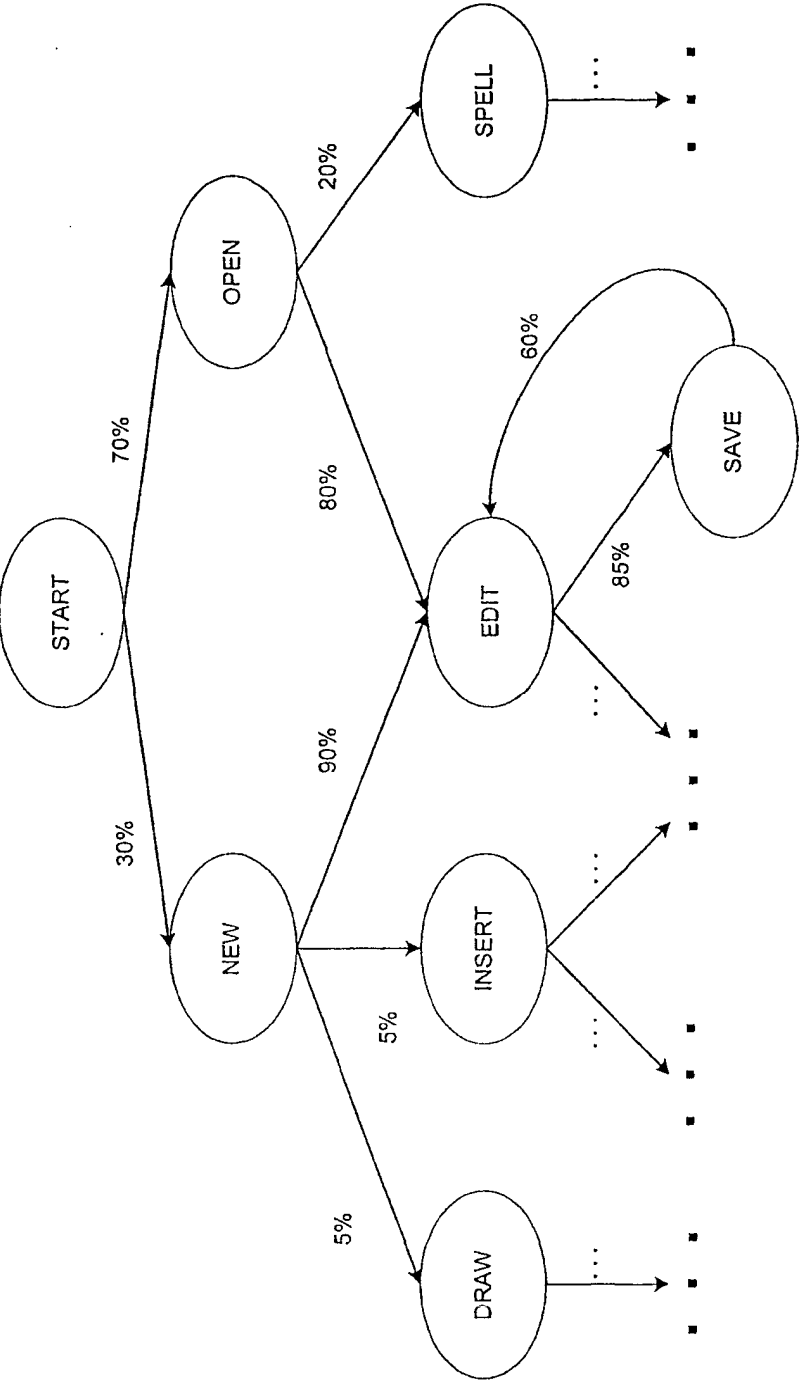 START
30%
70%
NEW
OPEN
5%
5%
90%
80%
20%
DRAW
INSERT
EDIT
SPELL
60%
...
...
...
...
85%
...
SAVE